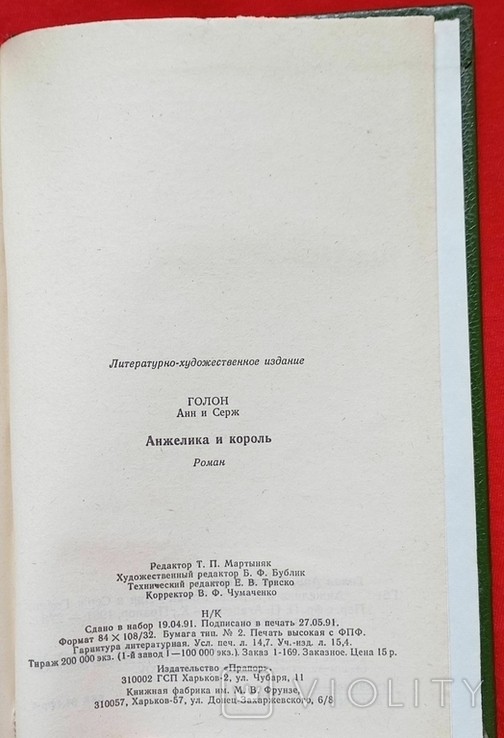 Литературно-художественное издание
ГОЛОН
Анн и Серж
Анжелика и король
Роман
Редактор Т. П. Мартыняк
Художественный редактор Б. Ф. Бублик
Технический редактор Е. В. Триско
Корректор В. Ф. Чумаченко
Н/К
Сдано в набор 19.04.91. Подписано в печать 27.05.91.
Формат 84 × 108/32. Бумага тип. № 2. Печать высокая с ФПФ.
Гарнитура литературная. Усл. печ. л. 14,7. Уч.-изд. л. 15,4.
Тираж 200 000 экз. (1-й завод 1—100 000 экз.) Заказ 1-169. Заказное. Цена 15 р.
Издательство «Прапор»,
310002 ГСП Харьков-2, ул. Чубаря, 11
Книжная фабрика им. М. В. Фрунзе,
310057, Харьков-57, ул. Донец-Захаржевского, 6/8
VIOLITY